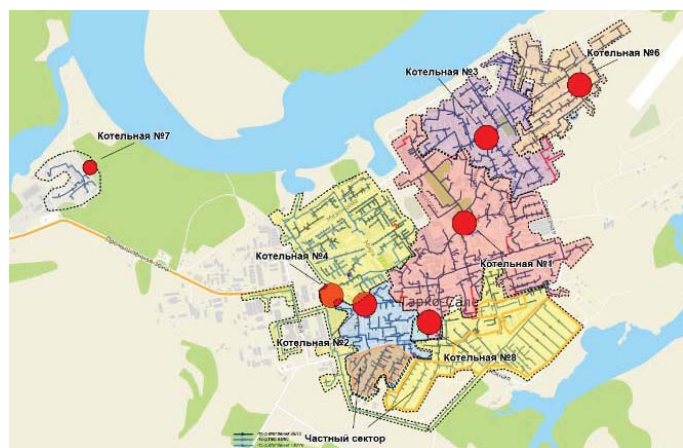 Котельная №6
Котельная №3
Котельная №7
Котельная №4
Котельная №1
Тарко-Сале
Котельная №2
Котельная №8
Частный сектор